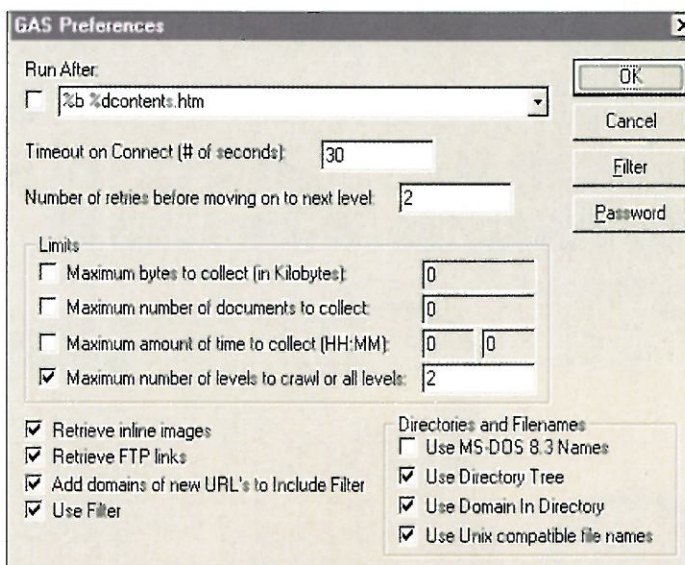 GAS Preferences
Run After:
%b %dcontents.htm
OK
Cancel
Filter
Password
Timeout on Connect (# of seconds): 30
Number of retries before moving on to next level: 2
Limits
Maximum bytes to collect (in Kilobytes): 0
Maximum number of documents to collect: 0
Maximum amount of time to collect (HH:MM): 0 0
Maximum number of levels to crawl or all levels: 2
Retrieve inline images
Retrieve FTP links
Add domains of new URL's to Include Filter
Use Filter
Directories and Filenames
Use MS-DOS 8.3 Names
Use Directory Tree
Use Domain In Directory
Use Unix compatible file names